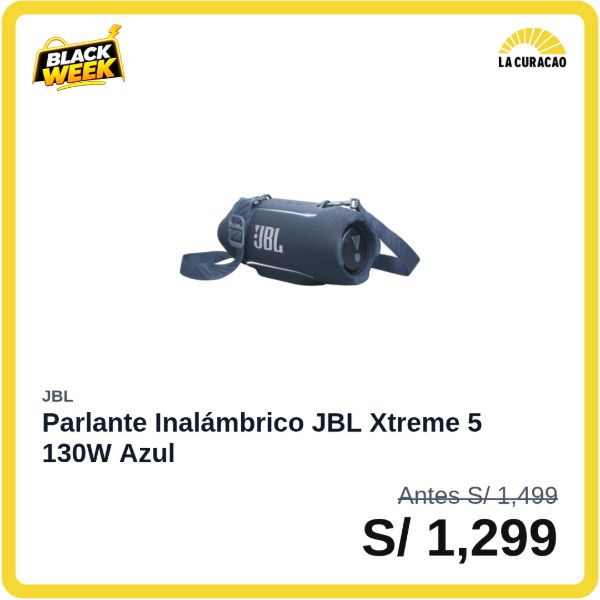 BLACK
WEEK
LA CURACAO
JBL
JBL
Parlante Inalámbrico JBL Xtreme 5
130W Azul
Antes S/ 1,499
S/ 1,299